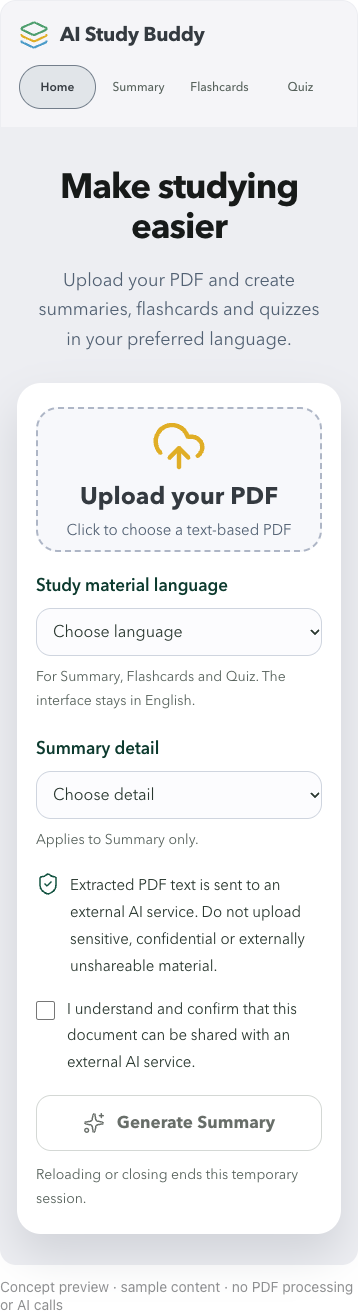 AI Study Buddy
Home Summary Flashcards Quiz
Make studying
easier
Upload your PDF and create
summaries, flashcards and quizzes
in your preferred language.
Upload your PDF
Click to choose a text-based PDF
Study material language
Choose language
For Summary, Flashcards and Quiz. The
interface stays in English.
Summary detail
Choose detail
Applies to Summary only.
Extracted PDF text is sent to an
external AI service. Do not upload
sensitive, confidential or externally
unshareable material.
I understand and confirm that this
document can be shared with an
external AI service.
Generate Summary
Reloading or closing ends this temporary
session.
Concept preview · sample content · no PDF processing
or AI calls